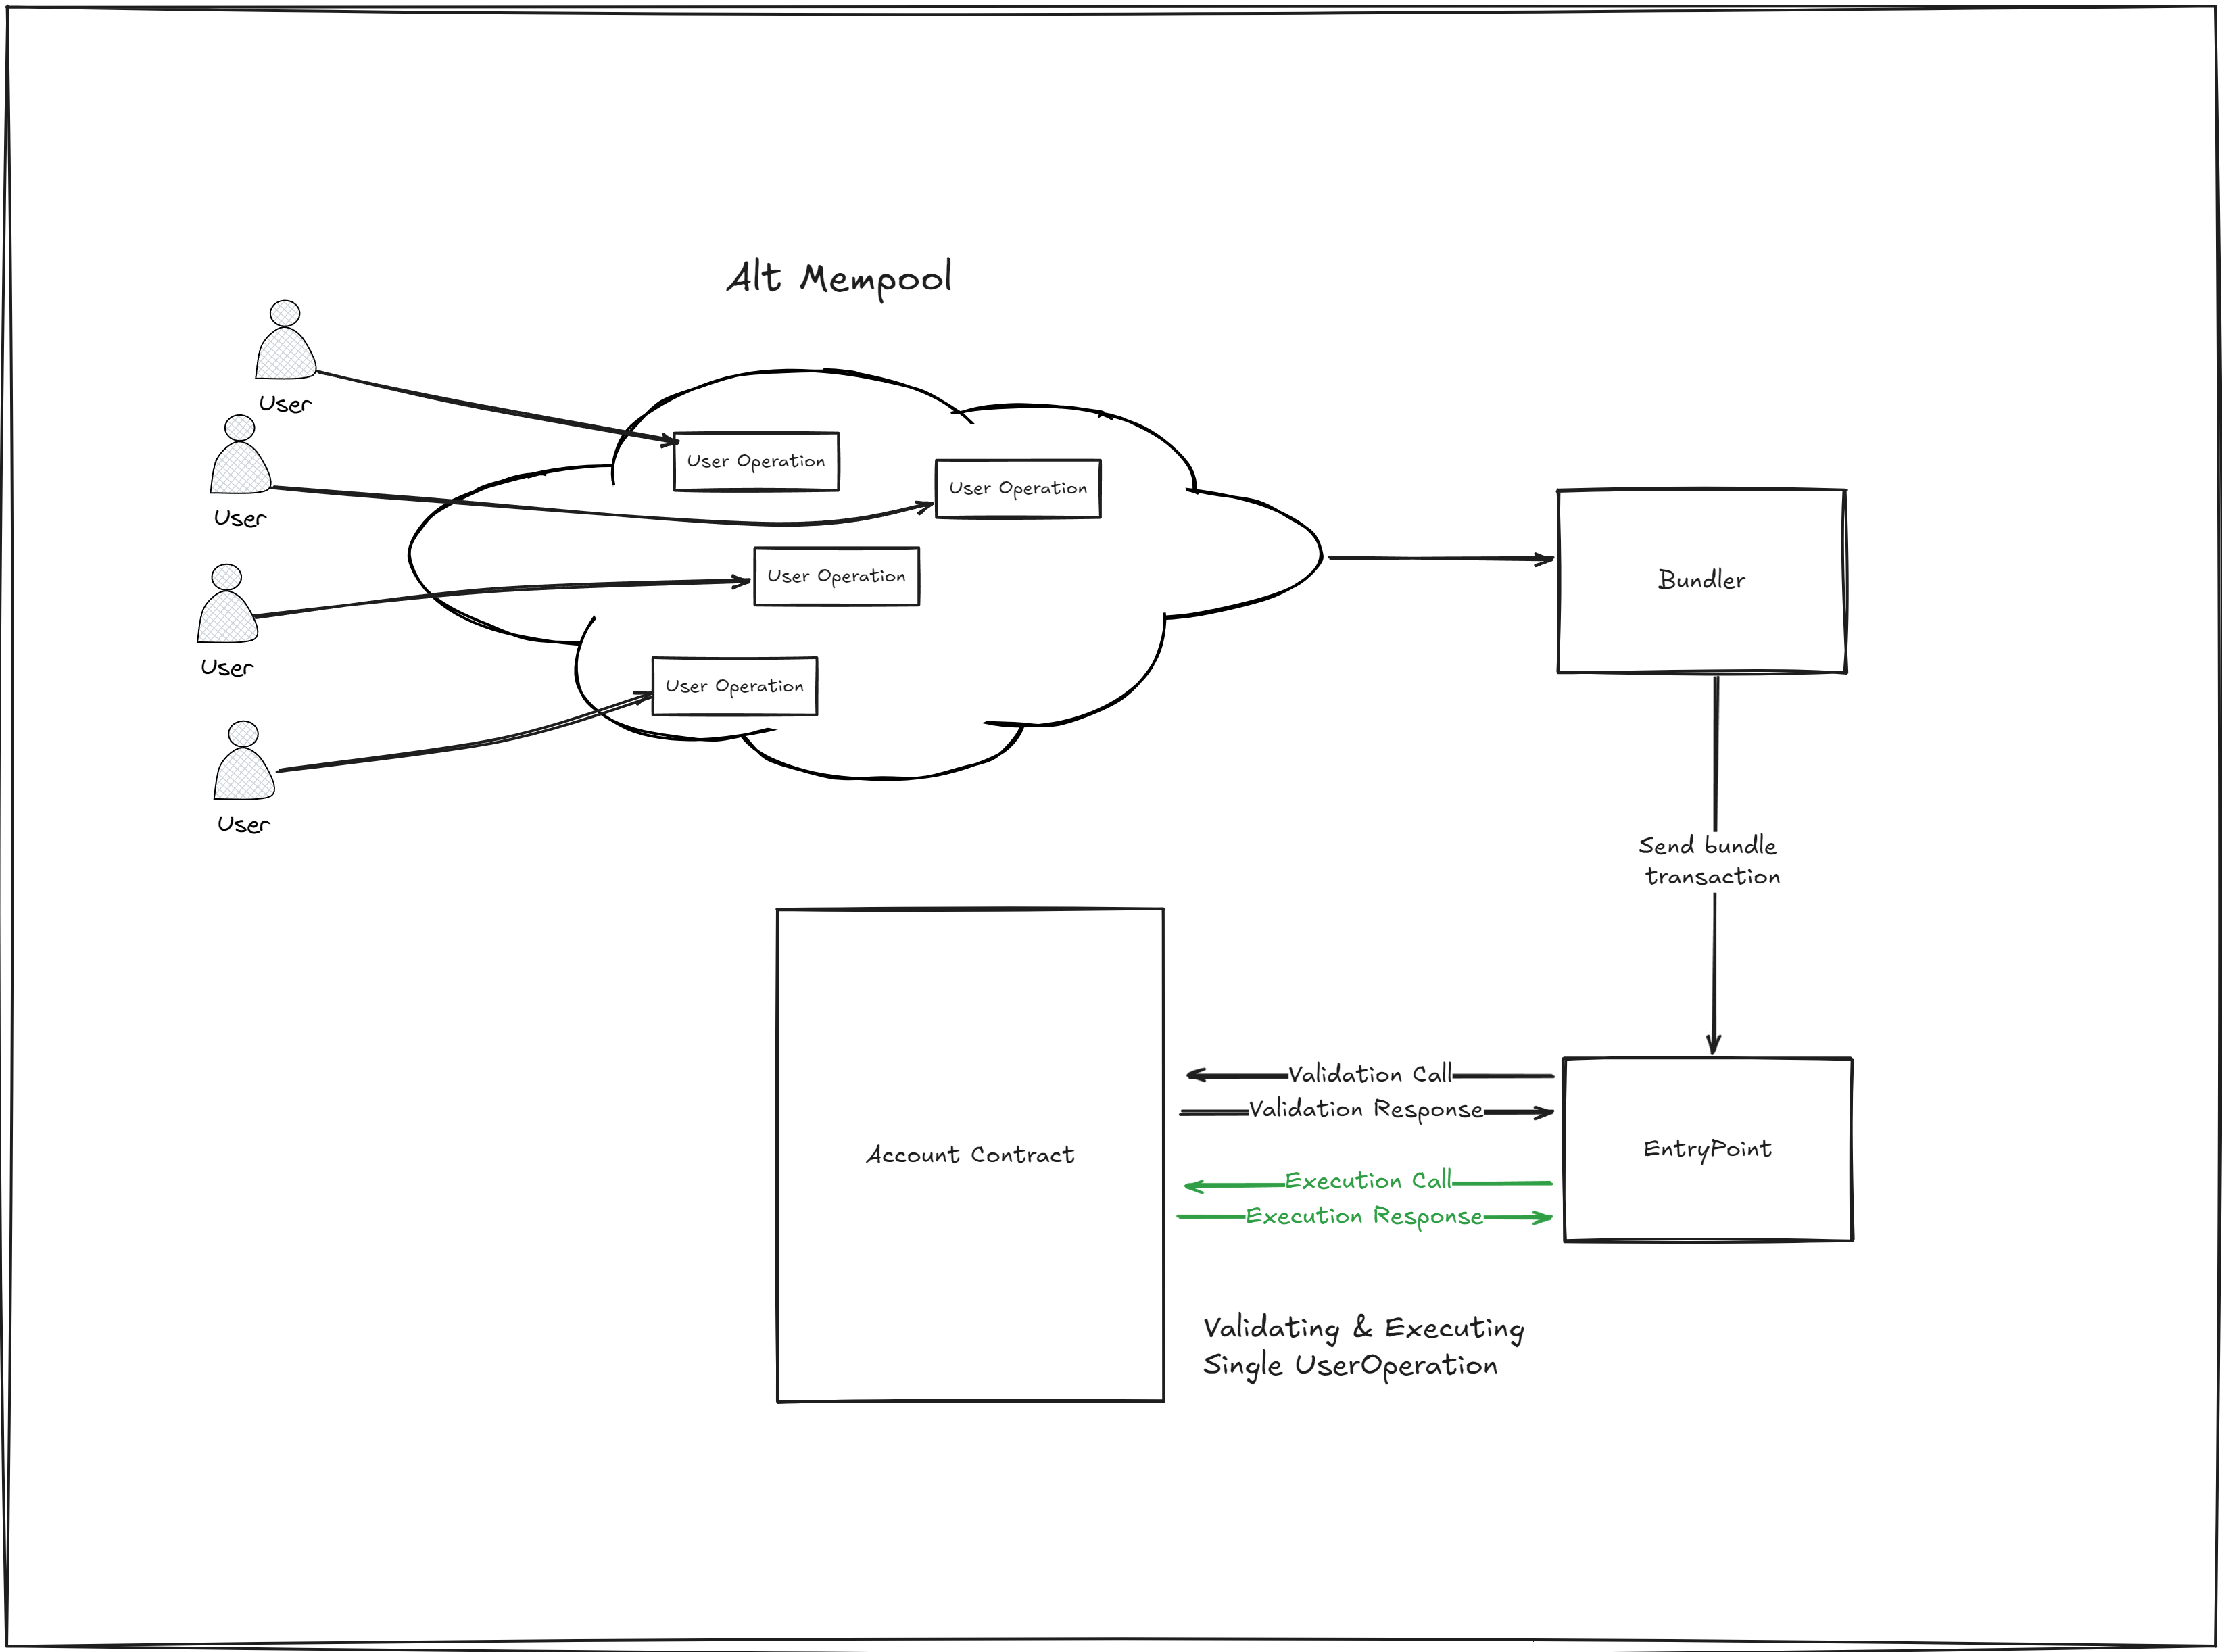 Alt Mempool
User
User
User
User
User Operation
User Operation
User Operation
User Operation
Bundler
Send bundle
transaction
Account Contract
Validation Call
Validation Response
Execution Call
Execution Response
EntryPoint
Validating & Executing
Single UserOperation